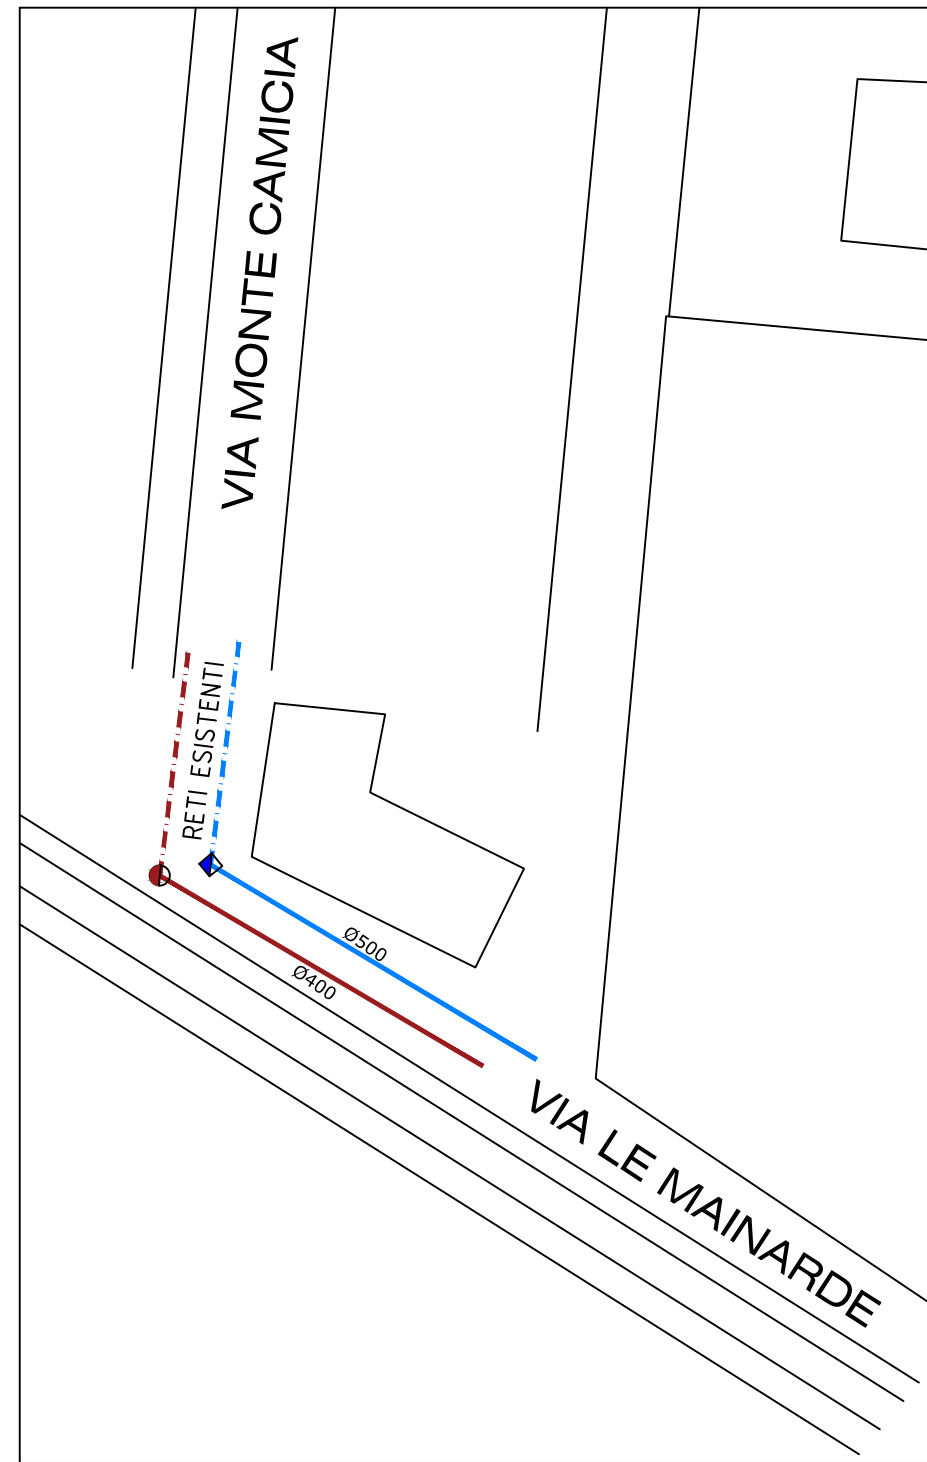 VIA MONTE CAMICIA
RETI ESISTENTI
Ø500
Ø400
VIA LE MAINARDE